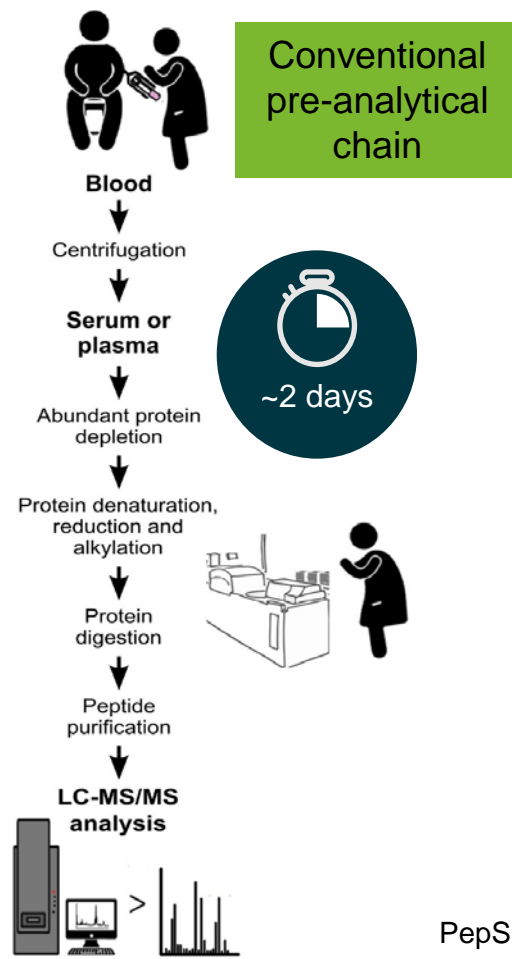 Conventional
pre-analytical
chain
Blood
Centrifugation
Serum or
plasma
~2 days
Abundant protein
depletion
Protein denaturation,
reduction and
alkylation
Protein
digestion
Peptide
purification
LC-MS/MS
analysis
>
PepS